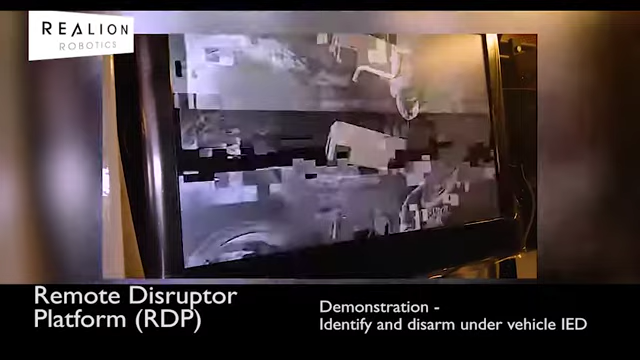 REALION
ROBOTICS
Remote Disruptor
Platform (RDP)
Demonstration -
Identify and disarm under vehicle IED